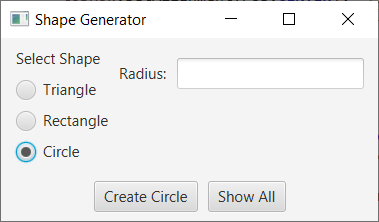 Shape Generator
Select Shape
Radius:
Triangle
Rectangle
Circle
Create Circle
Show All